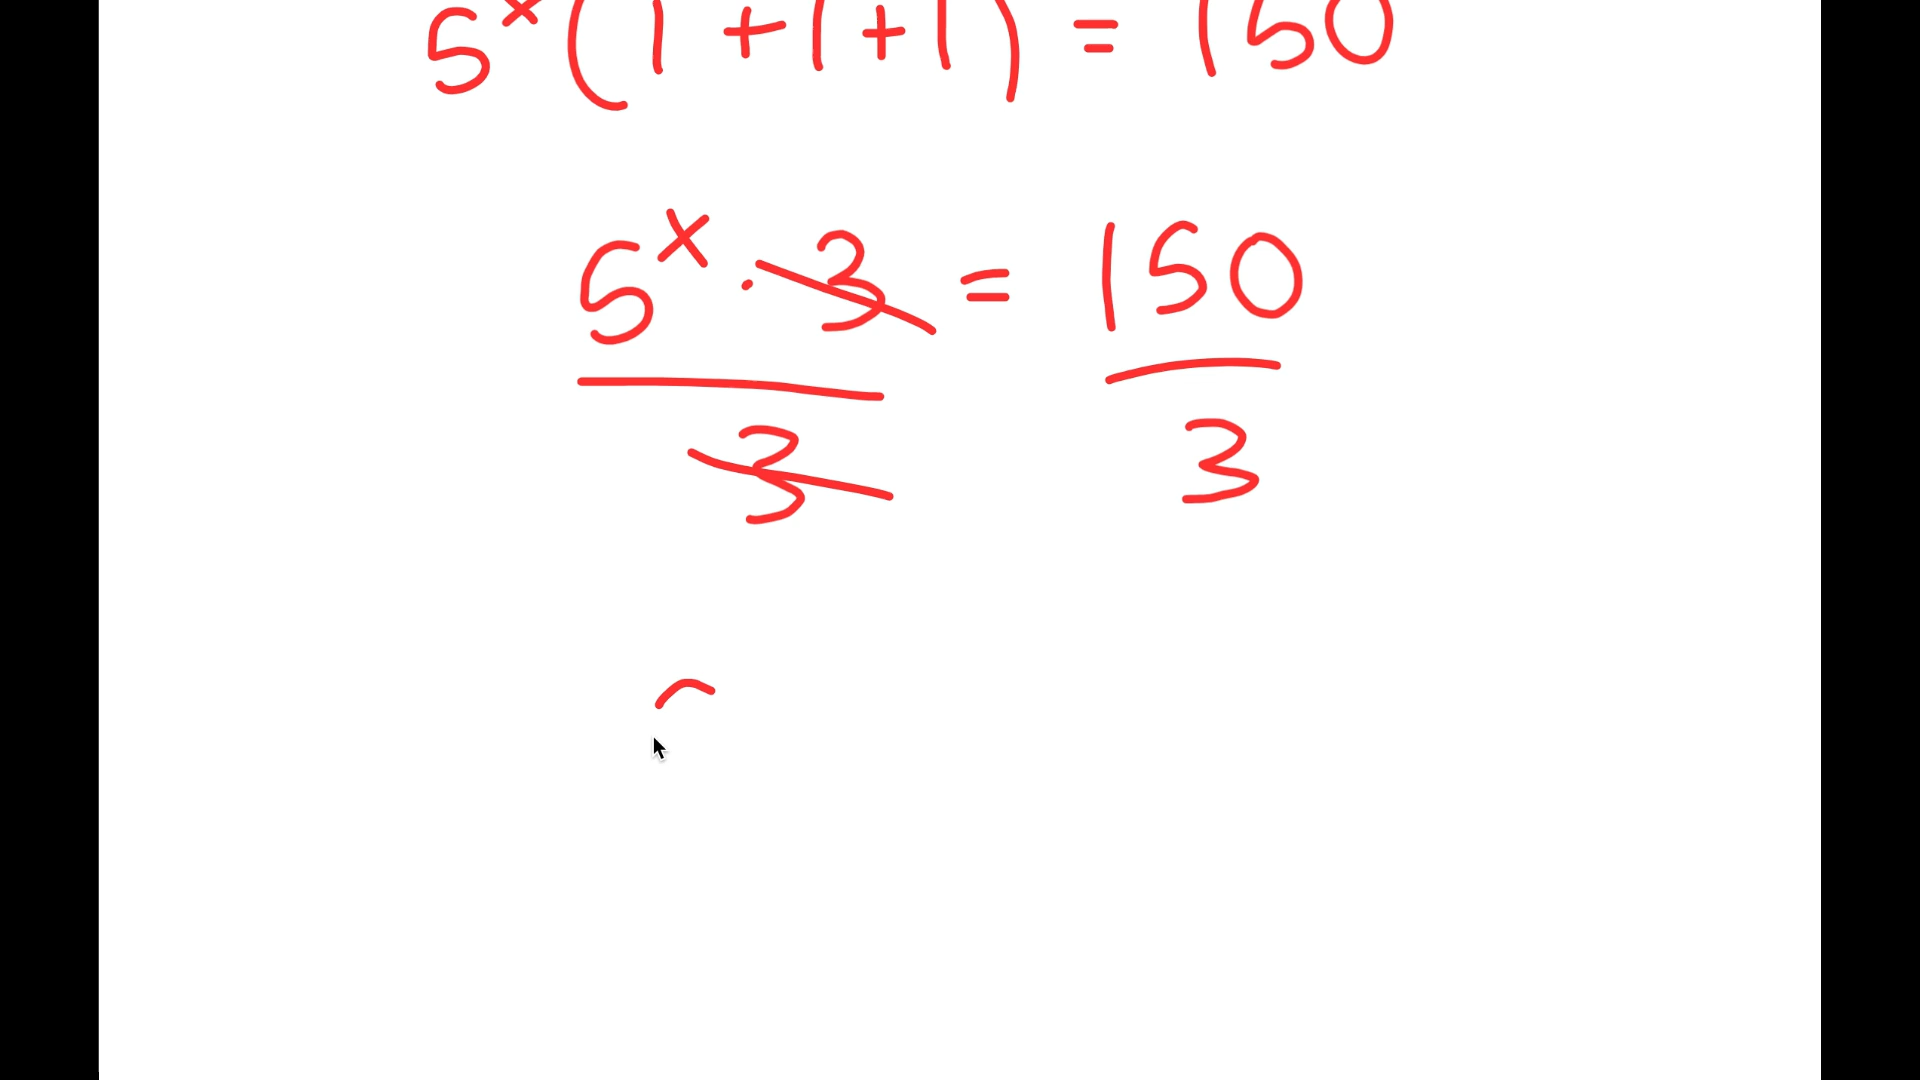 5^x (1 + 1 + 1) = 150
5^x · 3 = 150
3 3